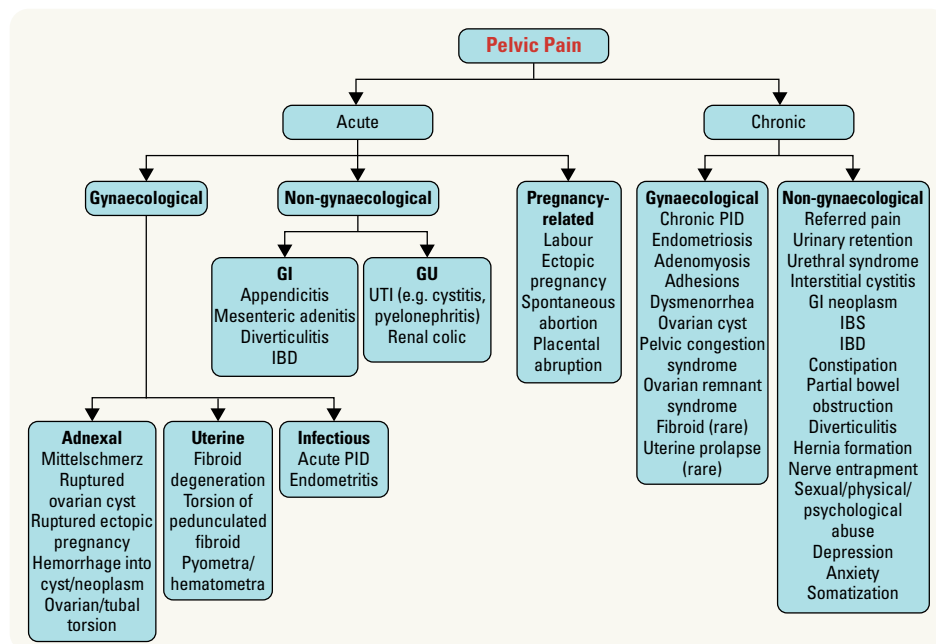 Pelvic Pain
Acute
Chronic
Gynaecological
Non-gynaecological
Pregnancy-
related
Labour
Ectopic
pregnancy
Spontaneous
abortion
Placental
abruption
Gynaecological
Chronic PID
Endometriosis
Adenomyosis
Adhesions
Dysmenorrhea
Ovarian cyst
Pelvic congestion
syndrome
Ovarian remnant
syndrome
Fibroid (rare)
Uterine prolapse
(rare)
Non-gynaecological
Referred pain
Urinary retention
Urethral syndrome
Interstitial cystitis
GI neoplasm
IBS
IBD
Constipation
Partial bowel
obstruction
Diverticulitis
Hernia formation
Nerve entrapment
Sexual/physical/
psychological
abuse
Depression
Anxiety
Somatization
GI
Appendicitis
Mesenteric adenitis
Diverticulitis
IBD
GU
UTI (e.g. cystitis,
pyelonephritis)
Renal colic
Adnexal
Mittelschmerz
Ruptured
ovarian cyst
Ruptured ectopic
pregnancy
Hemorrhage into
cyst/neoplasm
Ovarian/tubal
torsion
Uterine
Fibroid
degeneration
Torsion of
pedunculated
fibroid
Pyometra/
hematometra
Infectious
Acute PID
Endometritis